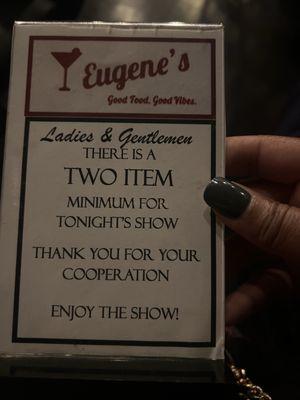 Eugene's
Good Food. Good Vibes.
Ladies & Gentlemen
THERE IS A
TWO ITEM
MINIMUM FOR
TONIGHT'S SHOW
THANK YOU FOR YOUR
COOPERATION
ENJOY THE SHOW!